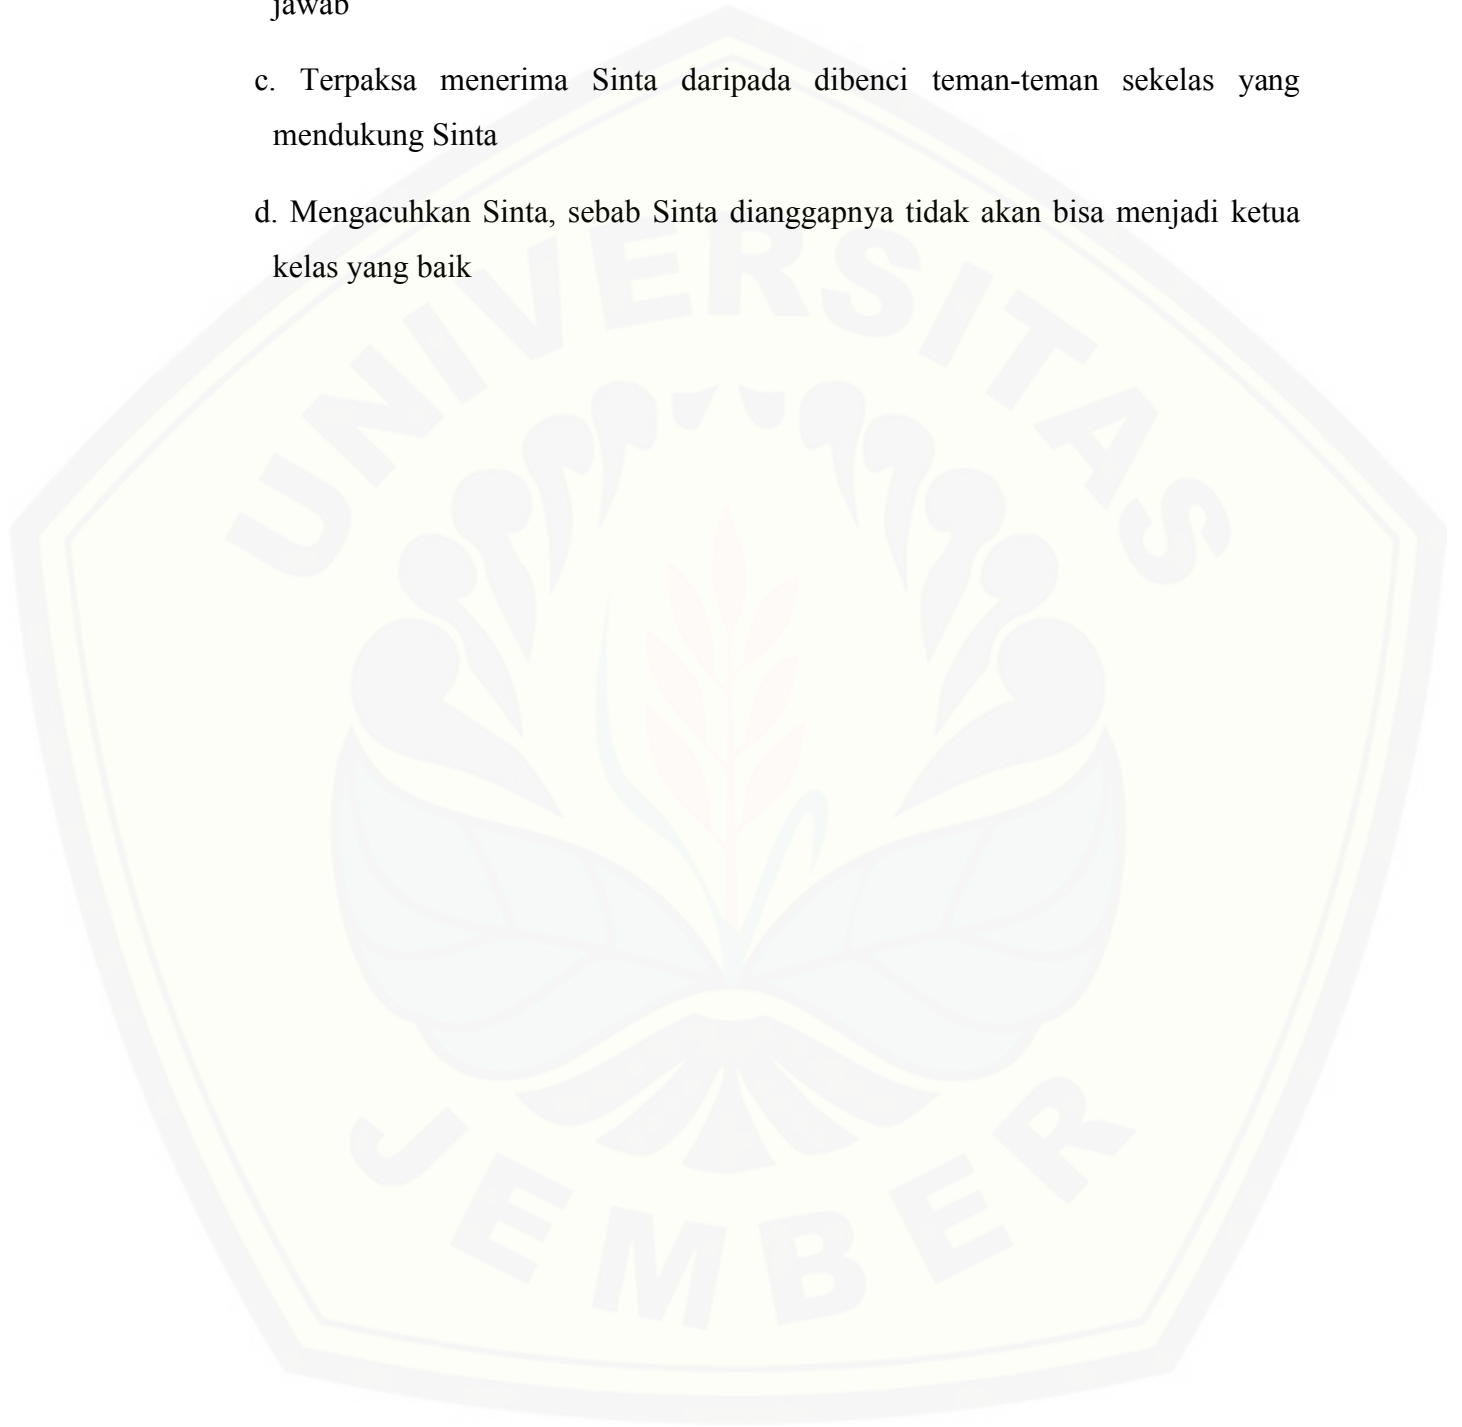 jawab
c. Terpaksa menerima Sinta daripada dibenci teman-teman sekelas yang
mendukung Sinta
d. Mengacuhkan Sinta, sebab Sinta dianggapnya tidak akan bisa menjadi ketua
kelas yang baik
UNIVERSITAS
JEMBER